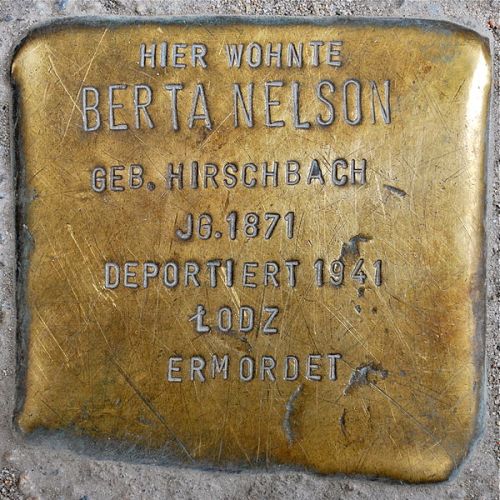 HIER WOHNTE
BERTA NELSON
GEB. HIRSCHBACH
JG. 1871
DEPORTIERT 1941
ŁODZ
ERMORDET